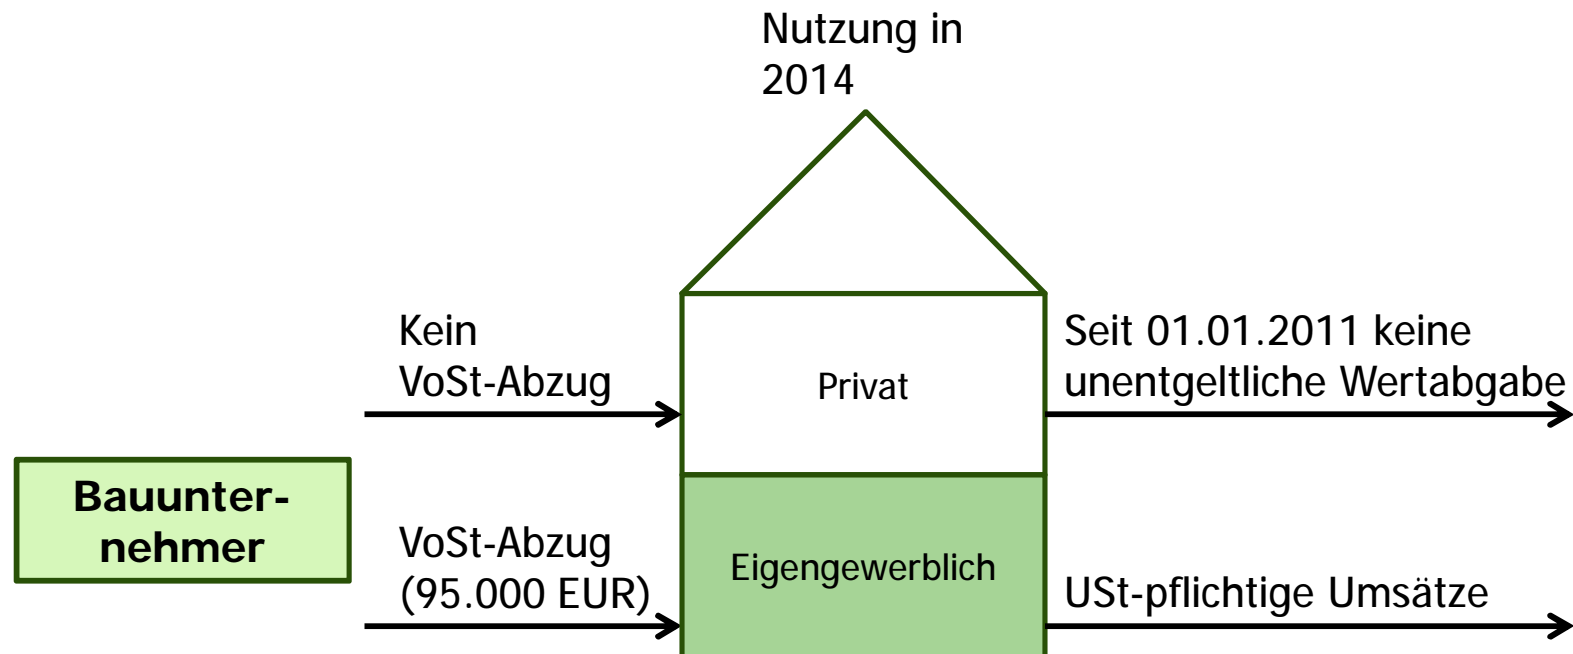 Nutzung in
2014
Kein
VoSt-Abzug
Privat
Seit 01.01.2011 keine
unentgeltliche Wertabgabe
Bauunter-
nehmer
VoSt-Abzug
(95.000 EUR)
Eigengewerblich
USt-pflichtige Umsätze